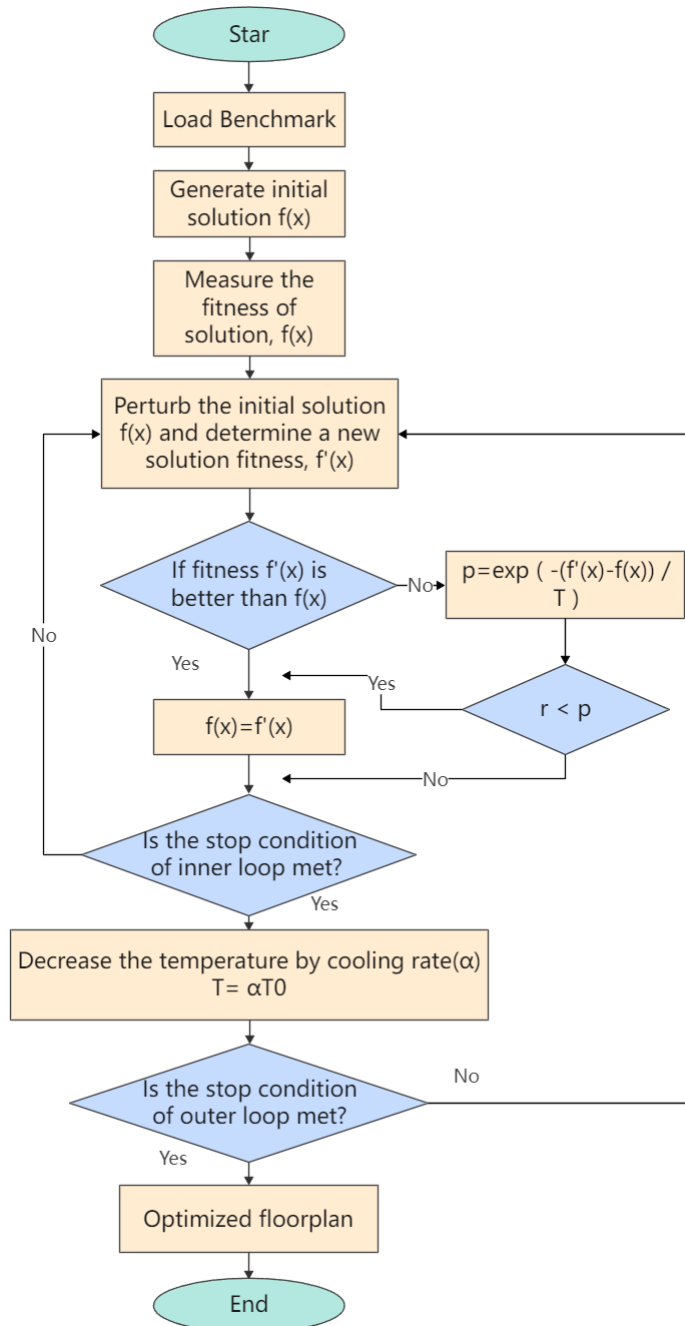 Star
Load Benchmark
Generate initial
solution f(x)
Measure the
fitness of
solution, f(x)
Perturb the initial solution
f(x) and determine a new
solution fitness, f'(x)
If fitness f'(x) is
better than f(x)
No
p=exp ( -(f'(x)-f(x)) /
T )
No
Yes
Yes
r < p
f(x)=f'(x)
No
Is the stop condition
of inner loop met?
Yes
Decrease the temperature by cooling rate(α)
T= αT0
Is the stop condition
of outer loop met?
No
Yes
Optimized floorplan
End